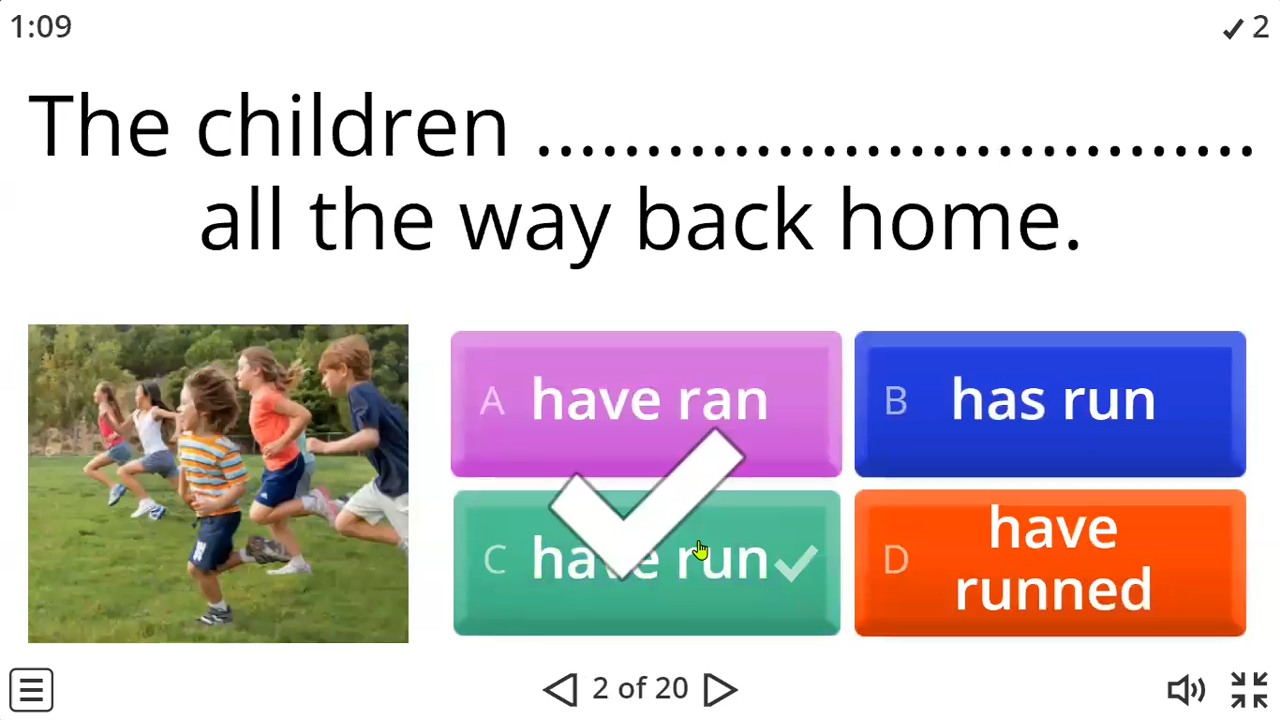 1:09
✓ 2
The children .................................
all the way back home.
A have ran
B has run
C have run
D have
runned
2 of 20